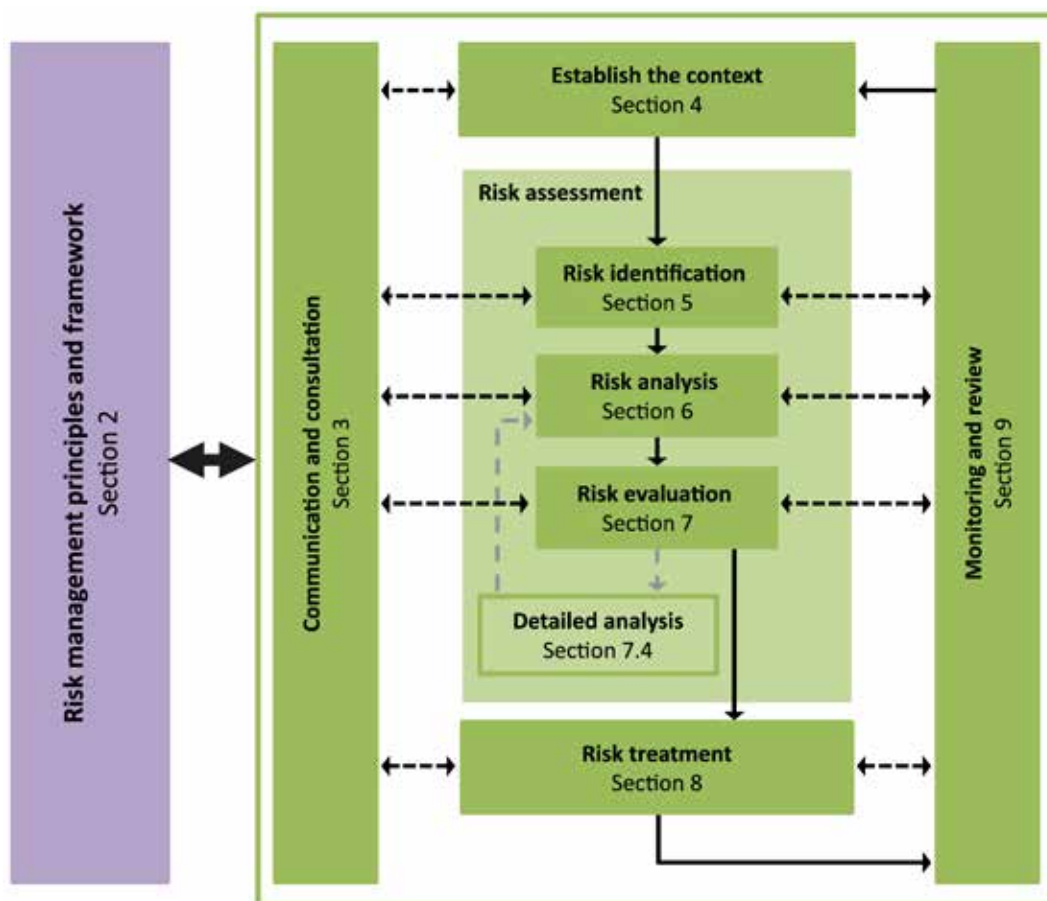 Risk management principles and framework
Section 2
Communication and consultation
Section 3
Establish the context
Section 4
Risk assessment
Risk identification
Section 5
Risk analysis
Section 6
Risk evaluation
Section 7
Detailed analysis
Section 7.4
Risk treatment
Section 8
Monitoring and review
Section 9